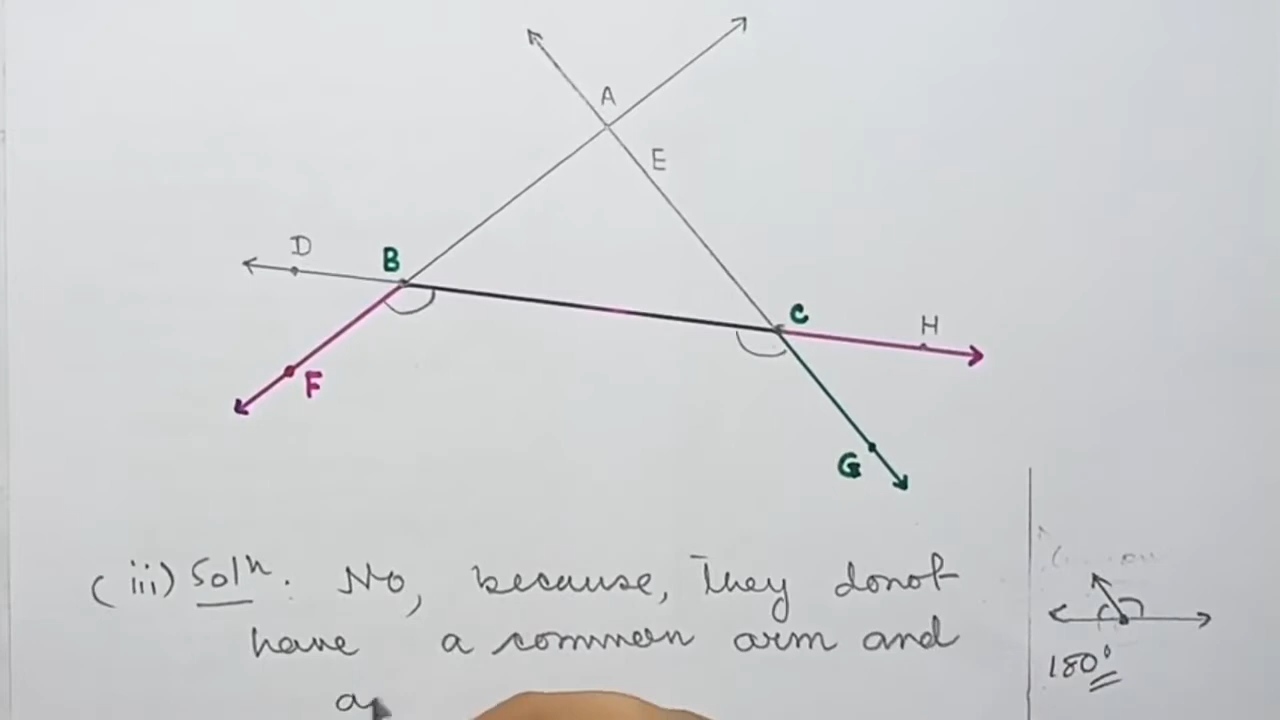 A
E
D
B
C
H
F
G
(iii) Solⁿ. No, because, They donot
have a common arm and
180°